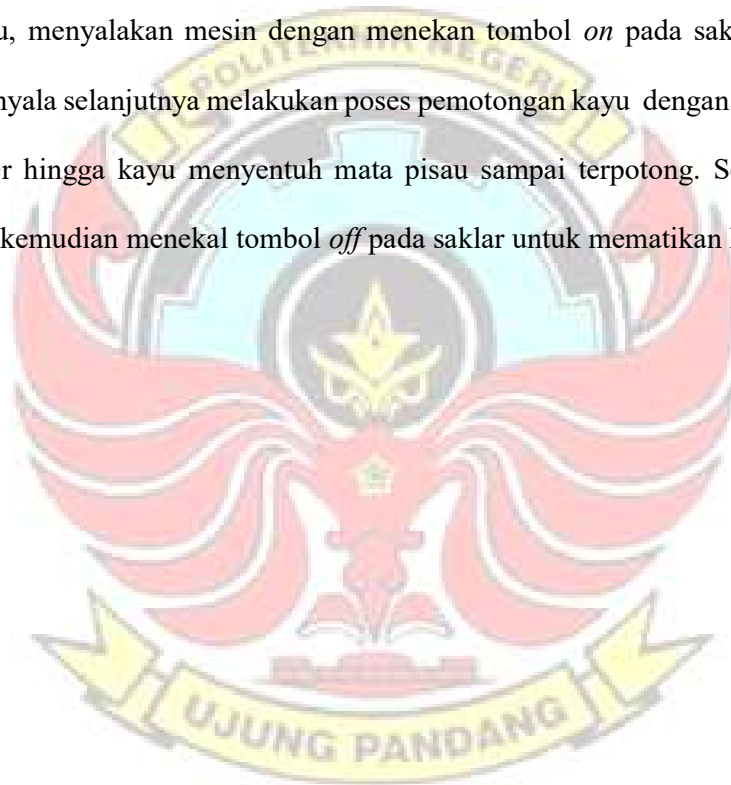 u, menyalakan mesin dengan menekan tombol on pada sak
POLITEKNIK NEGERI
nyala selanjutnya melakukan poses pemotongan kayu dengan
er hingga kayu menyentuh mata pisau sampai terpotong. S
kemudian menekal tombol off pada saklar untuk mematikan
UJUNG PANDANG